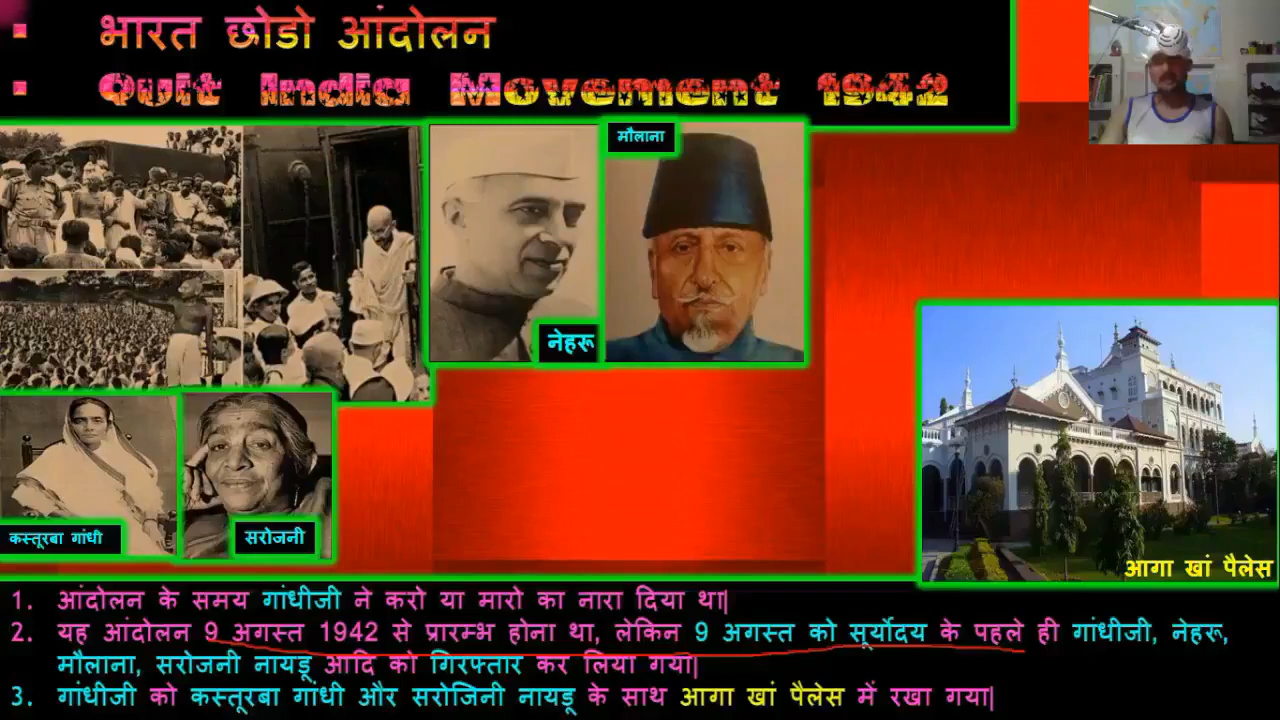 भारत छोडो आंदोलन
Quit India Movement 1942
मौलाना
नेहरू
कस्तूरबा गांधी
सरोजनी
आगा खां पैलेस
1. आंदोलन के समय गांधीजी ने करो या मारो का नारा दिया था|
2. यह आंदोलन 9 अगस्त 1942 से प्रारम्भ होना था, लेकिन 9 अगस्त को सूर्योदय के पहले ही गांधीजी, नेहरू,
मौलाना, सरोजनी नायडू आदि को गिरफ्तार कर लिया गया|
3. गांधीजी को कस्तूरबा गांधी और सरोजिनी नायडू के साथ आगा खां पैलेस में रखा गया|